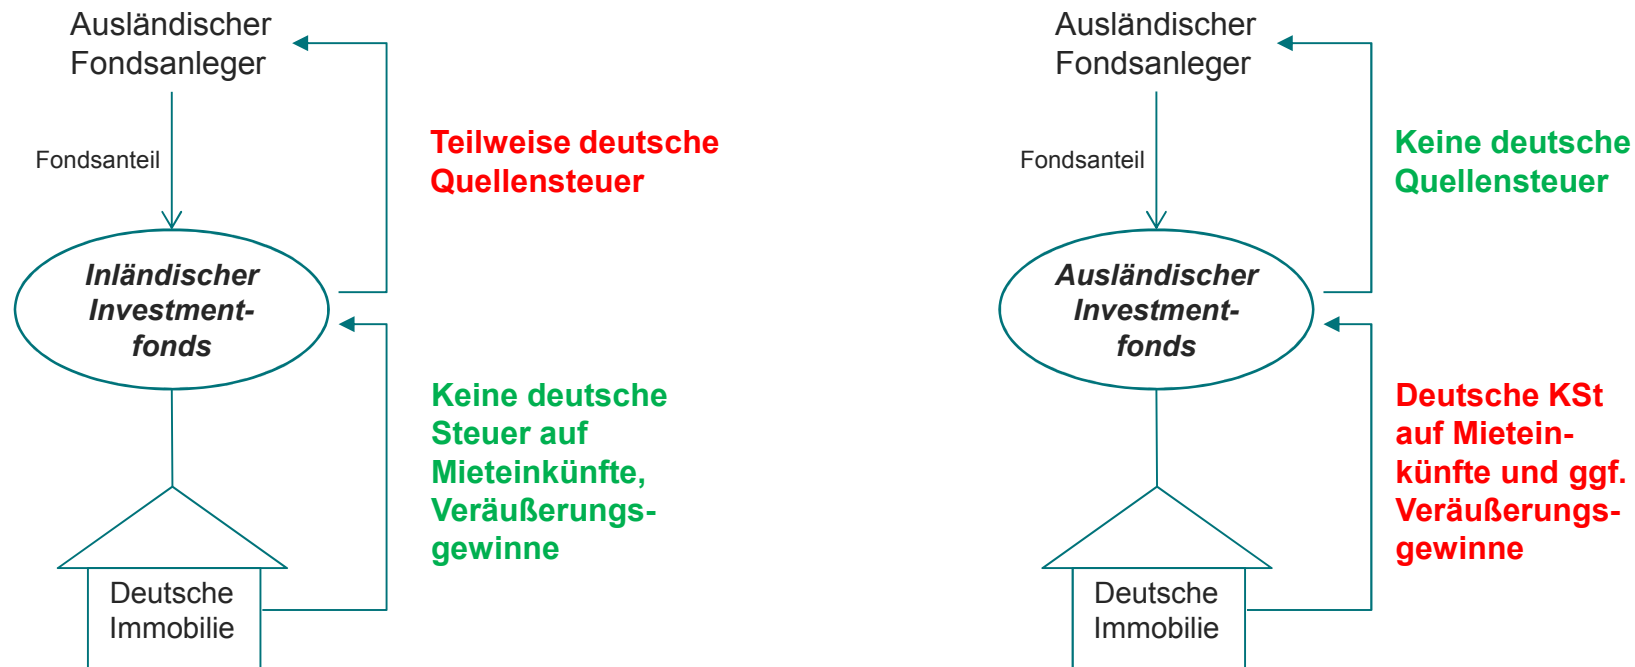 Ausländischer
Fondsanleger
Fondsanteil
Teilweise deutsche
Quellensteuer
Inländischer
Investment-
fonds
Keine deutsche
Steuer auf
Mieteinkünfte,
Veräußerungs-
gewinne
Deutsche
Immobilie
Ausländischer
Fondsanleger
Fondsanteil
Keine deutsche
Quellensteuer
Ausländischer
Investment-
fonds
Deutsche KSt
auf Mietein-
künfte und ggf.
Veräußerungs-
gewinne
Deutsche
Immobilie